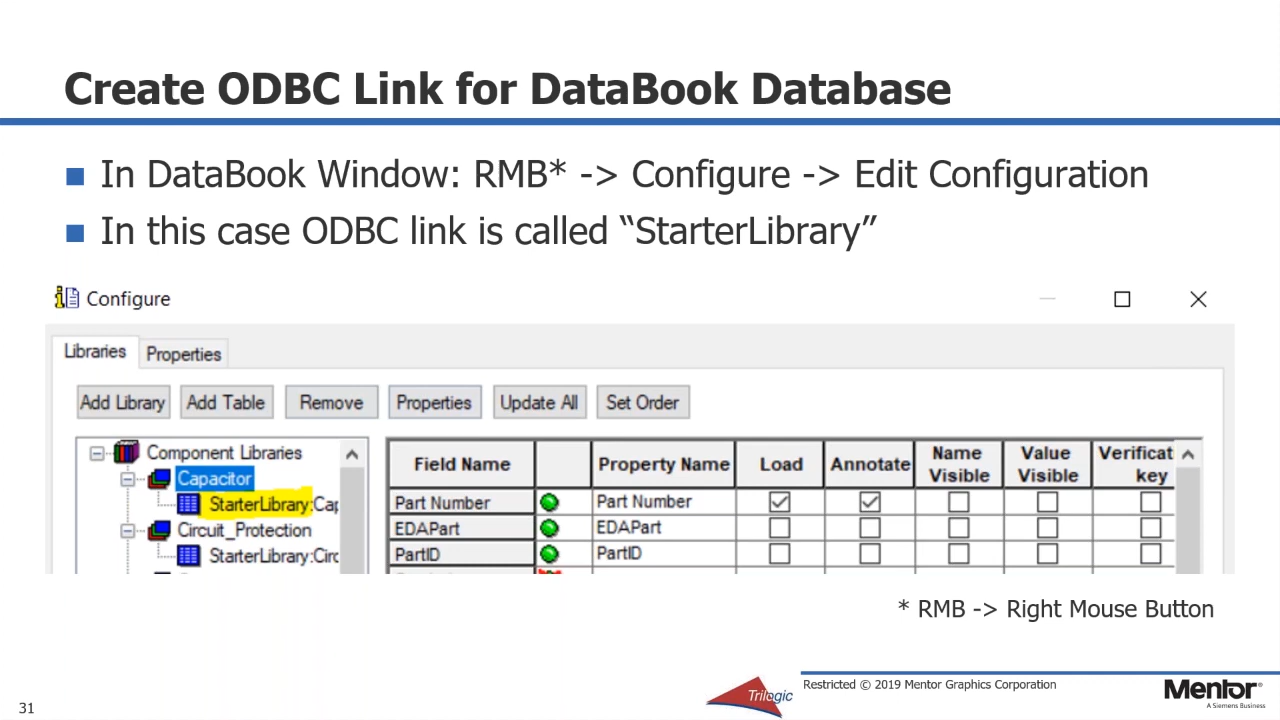 Create ODBC Link for DataBook Database
In DataBook Window: RMB* -> Configure -> Edit Configuration
In this case ODBC link is called “StarterLibrary”
Configure
Libraries
Properties
Add Library
Add Table
Remove
Properties
Update All
Set Order
Component Libraries
Capacitor
StarterLibrary:Cap
Circuit_Protection
StarterLibrary:Circ
Field Name Property Name Load Annotate Name Visible Value Visible Verificat key
Part Number Part Number
EDAPart EDAPart
PartID PartID
* RMB -> Right Mouse Button
31
Trilogic
Restricted © 2019 Mentor Graphics Corporation
Mentor®
A Siemens Business